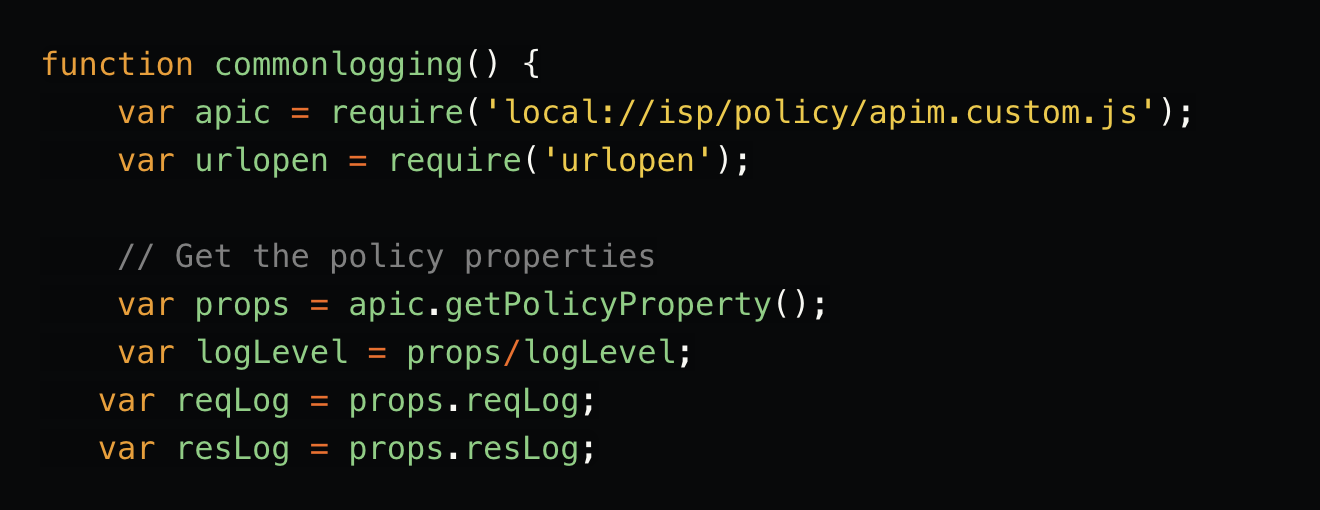 function commonlogging() {
    var apic = require('local://isp/policy/apim.custom.js');
    var urlopen = require('urlopen');

    // Get the policy properties
    var props = apic.getPolicyProperty();
    var logLevel = props/logLevel;
   var reqLog = props.reqLog;
   var resLog = props.resLog;